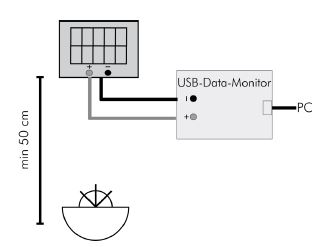 + −
USB-Data-Monitor
I
+
PC
min 50 cm